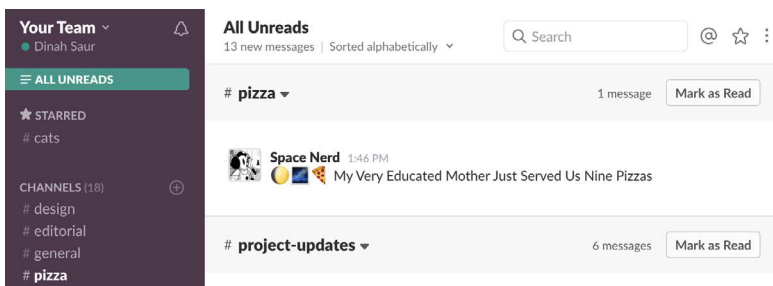 Your Team
Dinah Saur
ALL UNREADS
STARRED
# cats
CHANNELS (18)
# design
# editorial
# general
# pizza
All Unreads
13 new messages | Sorted alphabetically
Search
# pizza
1 message
Mark as Read
Space Nerd 1:46 PM
My Very Educated Mother Just Served Us Nine Pizzas
# project-updates
6 messages
Mark as Read